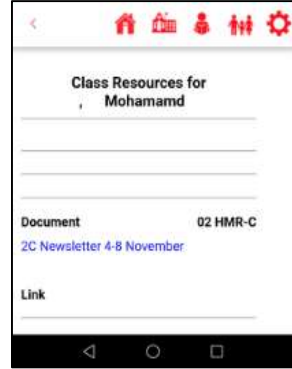 Class Resources for
, Mohamamd
Document 02 HMR-C
2C Newsletter 4-8 November
Link